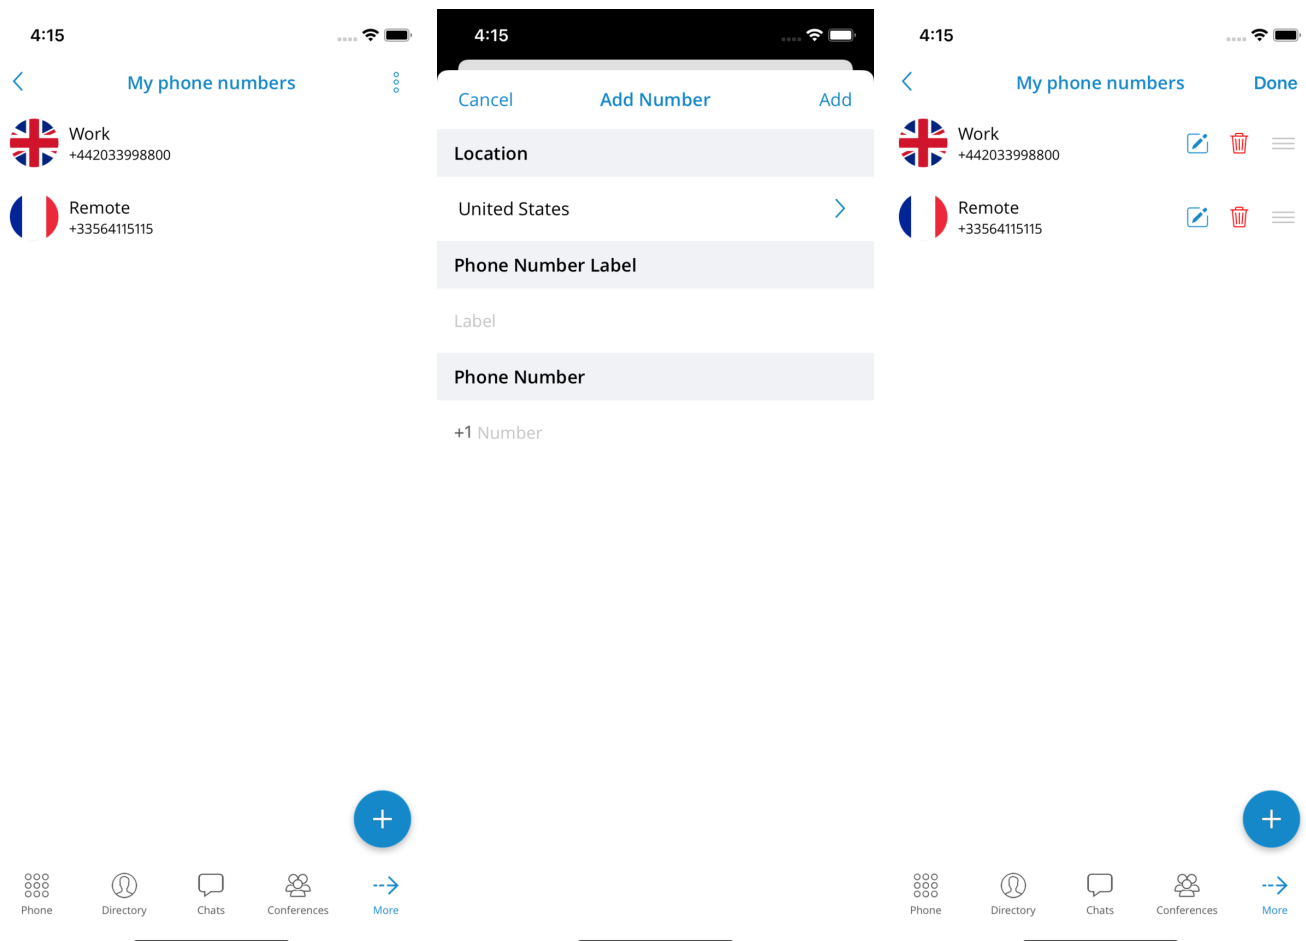 4:15
My phone numbers
Work
+442033998800
Remote
+33564115115
Phone
Directory
Chats
Conferences
More
4:15
Cancel
Add Number
Add
Location
United States
Phone Number Label
Label
Phone Number
+1 Number
4:15
My phone numbers
Done
Work
+442033998800
Remote
+33564115115
Phone
Directory
Chats
Conferences
More